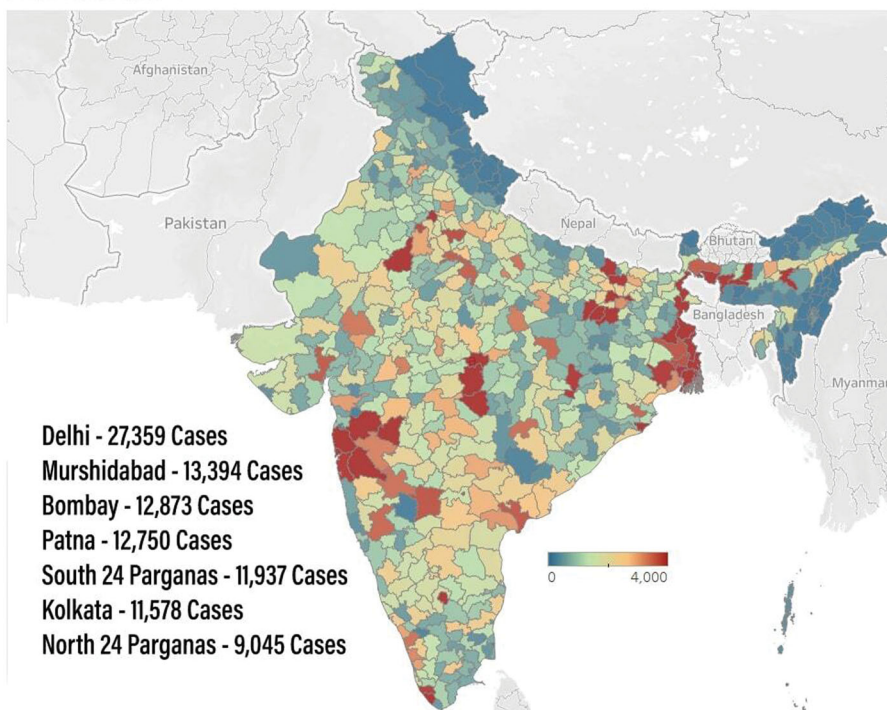 Afghanistan
Pakistan
Nepal
Bhutan
Bangladesh
Myanmar
Delhi - 27,359 Cases
Murshidabad - 13,394 Cases
Bombay - 12,873 Cases
Patna - 12,750 Cases
South 24 Parganas - 11,937 Cases
Kolkata - 11,578 Cases
North 24 Parganas - 9,045 Cases
0 4,000